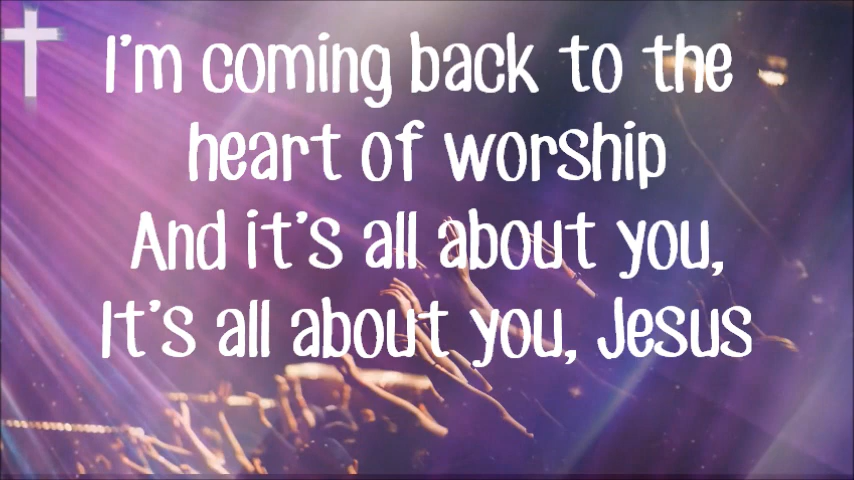 I'm coming back to the
heart of worship
And it's all about you,
It's all about you, Jesus